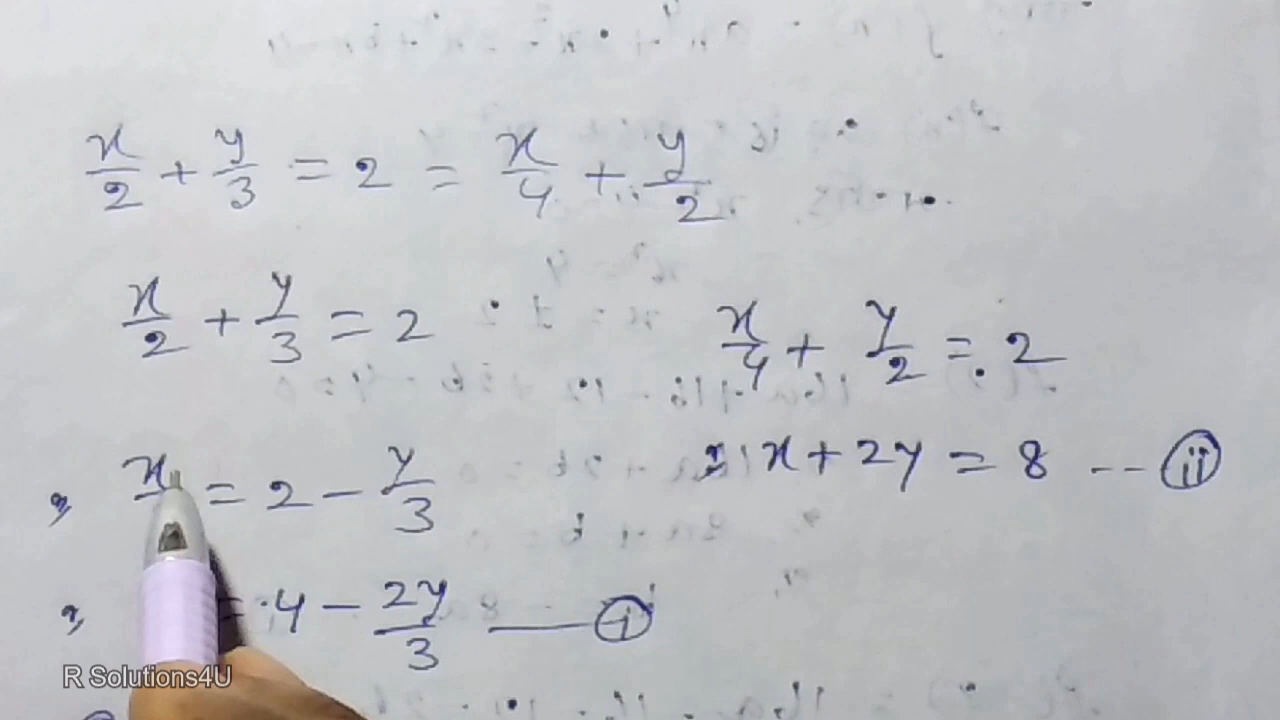 x/2 + y/3 = 2 = x/4 + y/2
x/2 + y/3 = 2
x/4 + y/2 = 2
x = 2 - y/3
x + 2y = 8 -- (ii)
= 4 - 2y/3 — (i)
R Solutions4U